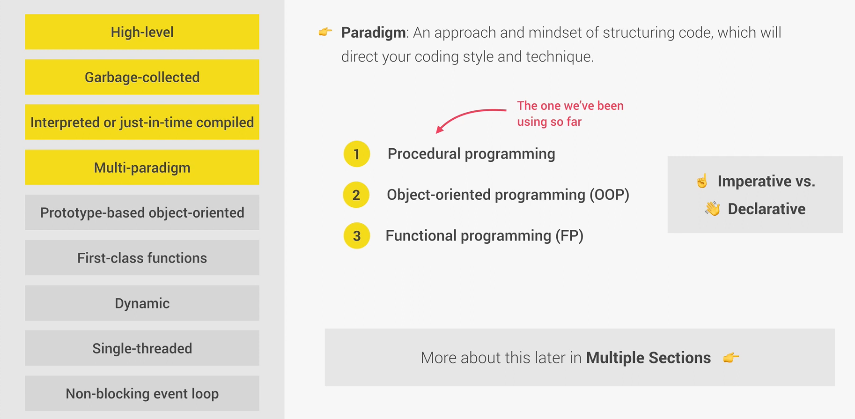 High-level
Garbage-collected
Interpreted or just-in-time compiled
Multi-paradigm
Prototype-based object-oriented
First-class functions
Dynamic
Single-threaded
Non-blocking event loop
👉 Paradigm: An approach and mindset of structuring code, which will
direct your coding style and technique.
The one we've been
using so far
1 Procedural programming
2 Object-oriented programming (OOP)
3 Functional programming (FP)
☝️ Imperative vs.
👋 Declarative
More about this later in Multiple Sections 👉